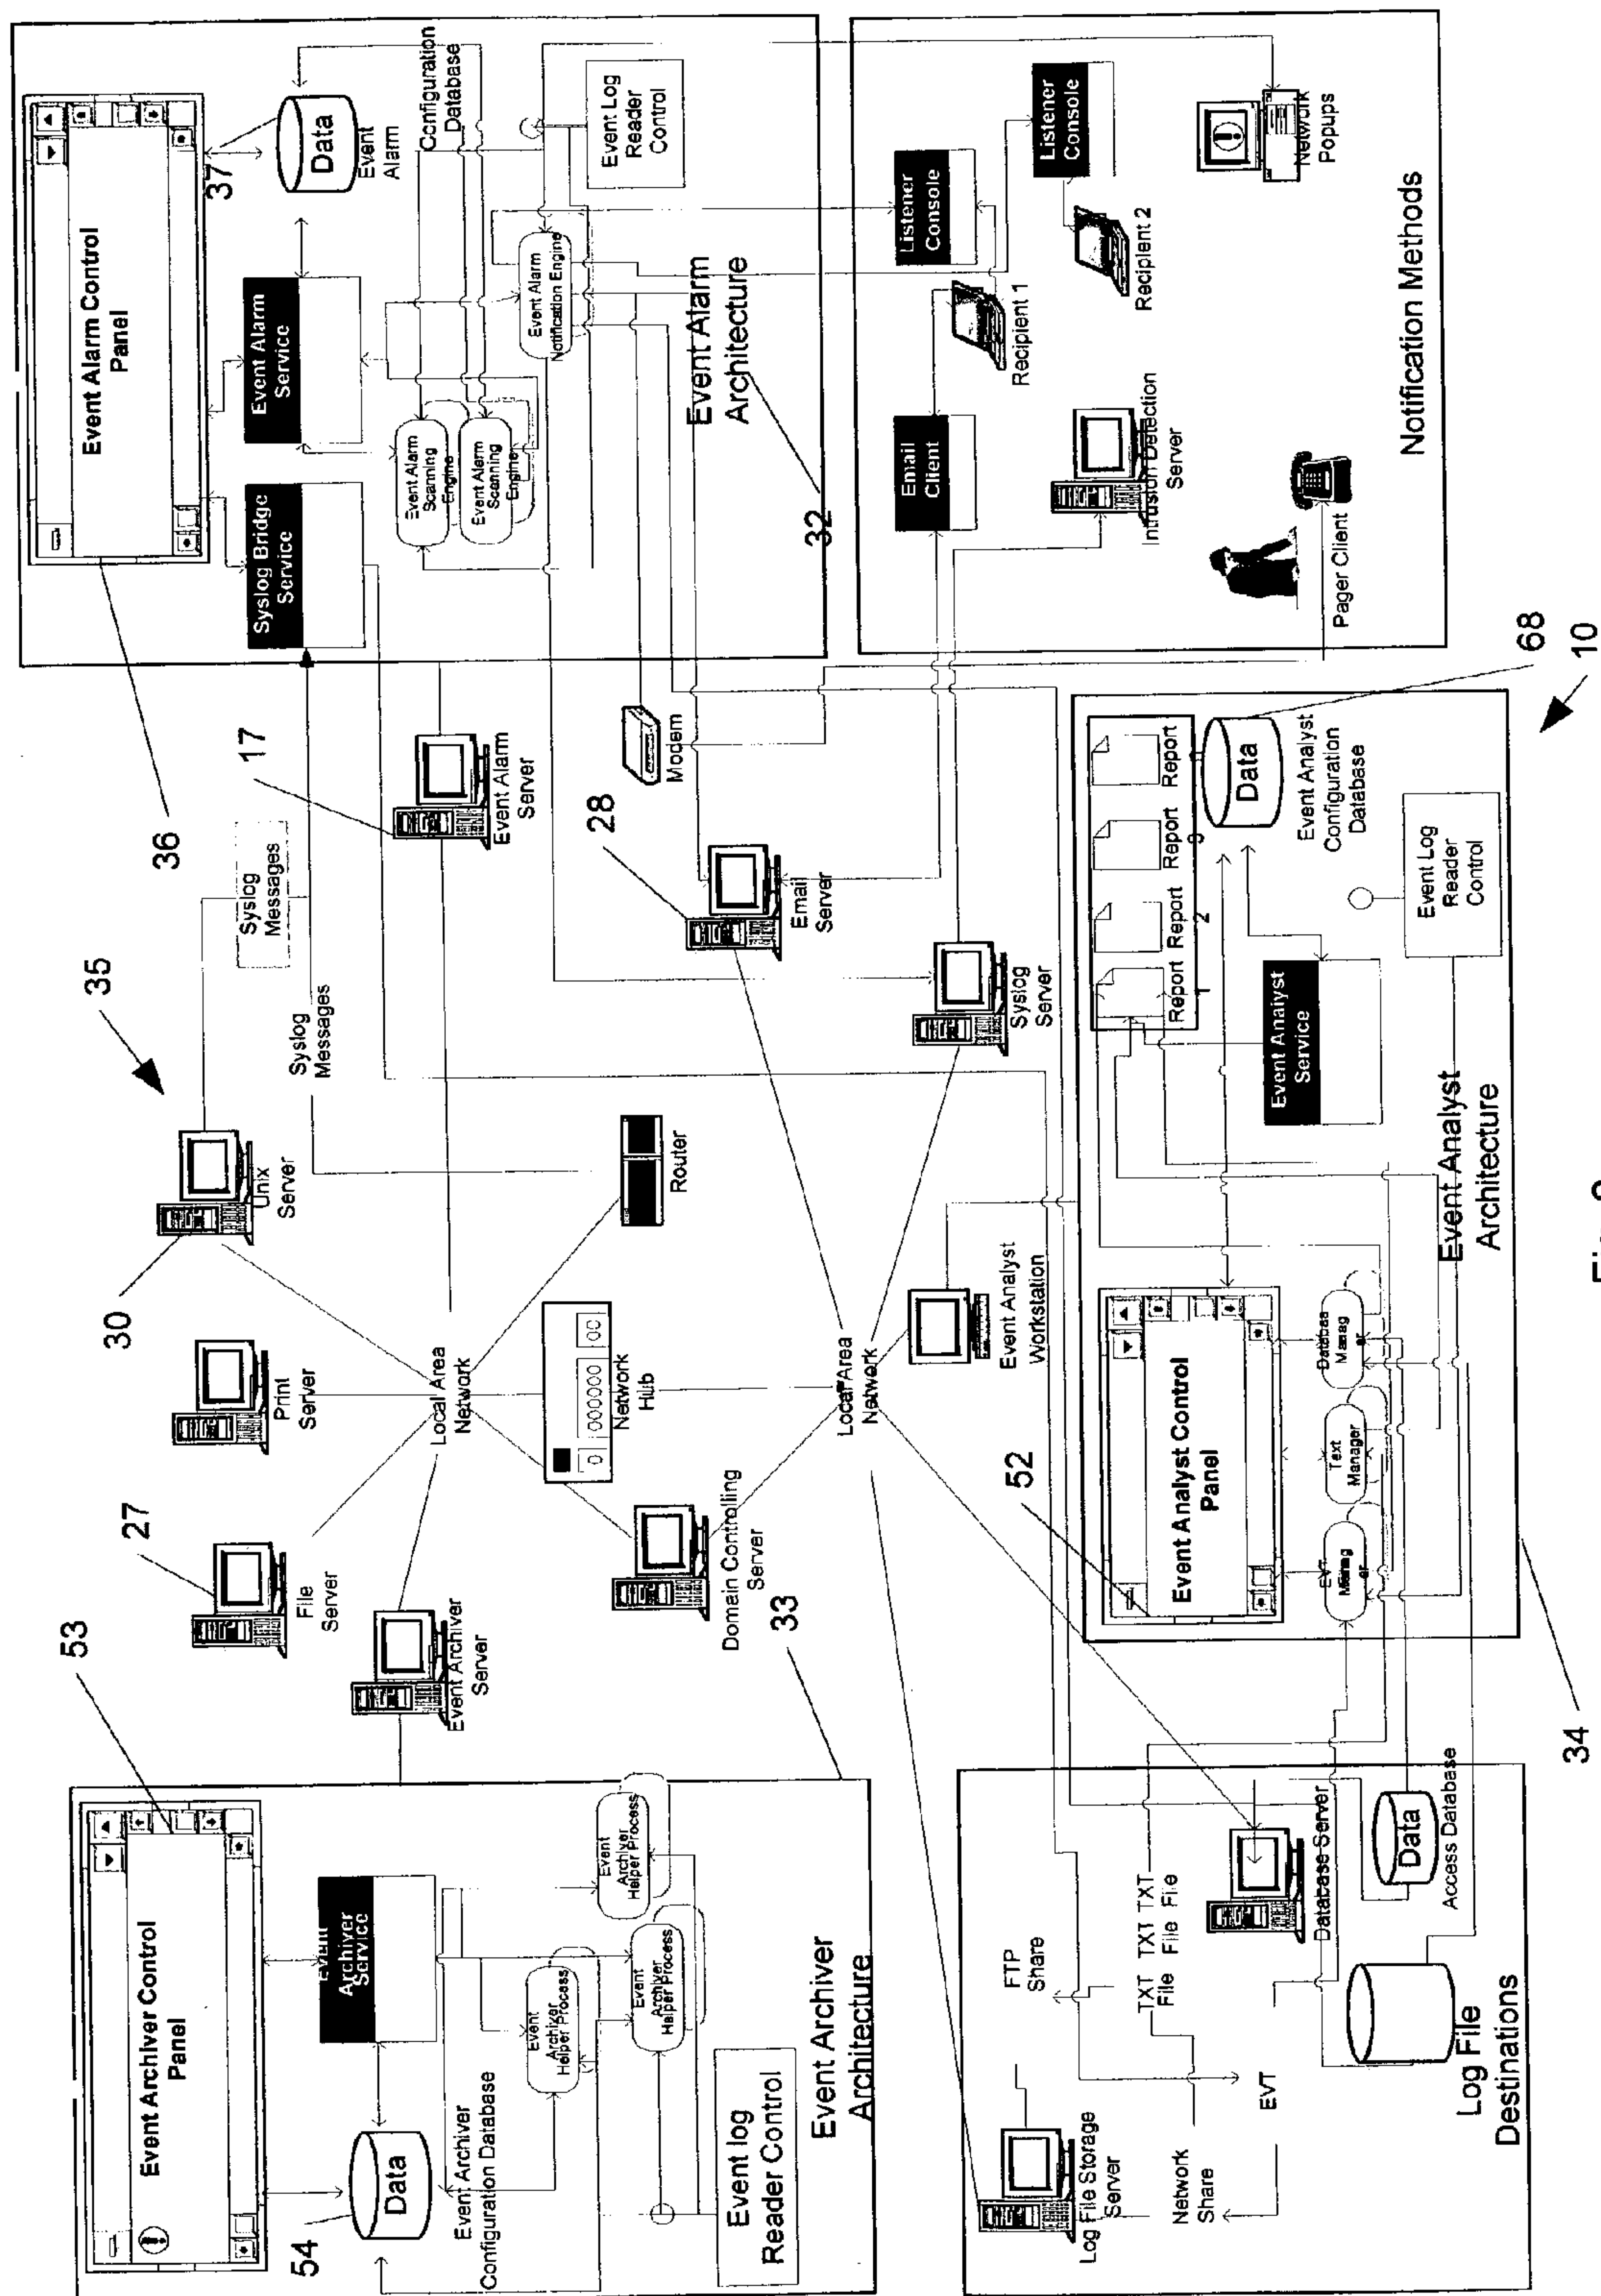 53
Event Archiver Control
Panel
54
Data
Event Archiver
Configuration Database
Event
Archiver
Service
Event
Archiver
Helper Process
Event
Archiver
Helper Process
Event
Archiver
Helper Process
Event log
Reader Control
Event Archiver
Architecture
33
27
File
Server
Print
Server
30
Unix
Server
35
Syslog
Messages
Syslog
Messages
Event Archiver
Server
Local Area
Network
Network
Hub
Router
Domain Controlling
Server
17
Event Alarm
Server
28
Email
Server
Modem
Syslog
Server
Local Area
Network
Event Analyst
Workstation
36
Event Alarm Control
Panel
37
Data
Event
Alarm
Configuration
Database
Syslog Bridge
Service
Event Alarm
Service
Event Alarm
Scanning
Engine
Event Alarm
Scanning
Engine
Event Alarm
Notification Engine
Event Log
Reader
Control
Event Alarm
Architecture
32
Email
Client
Listener
Console
Listener
Console
Recipient 1
Recipient 2
Intrusion Detection
Server
Pager Client
Network
Popups
Notification Methods
Log File Storage
Server
FTP
Share
Network
Share
TXT
File
TXT
File
TXT
File
EVT
Database Server
Data
Access Database
Log File
Destinations
52
Event Analyst Control
Panel
Text
Manager
Event Analyst
Service
Report
1
Report
2
Report
Report
Data
Event Analyst
Configuration
Database
Event Log
Reader
Control
Event Analyst
Architecture
34
68
10